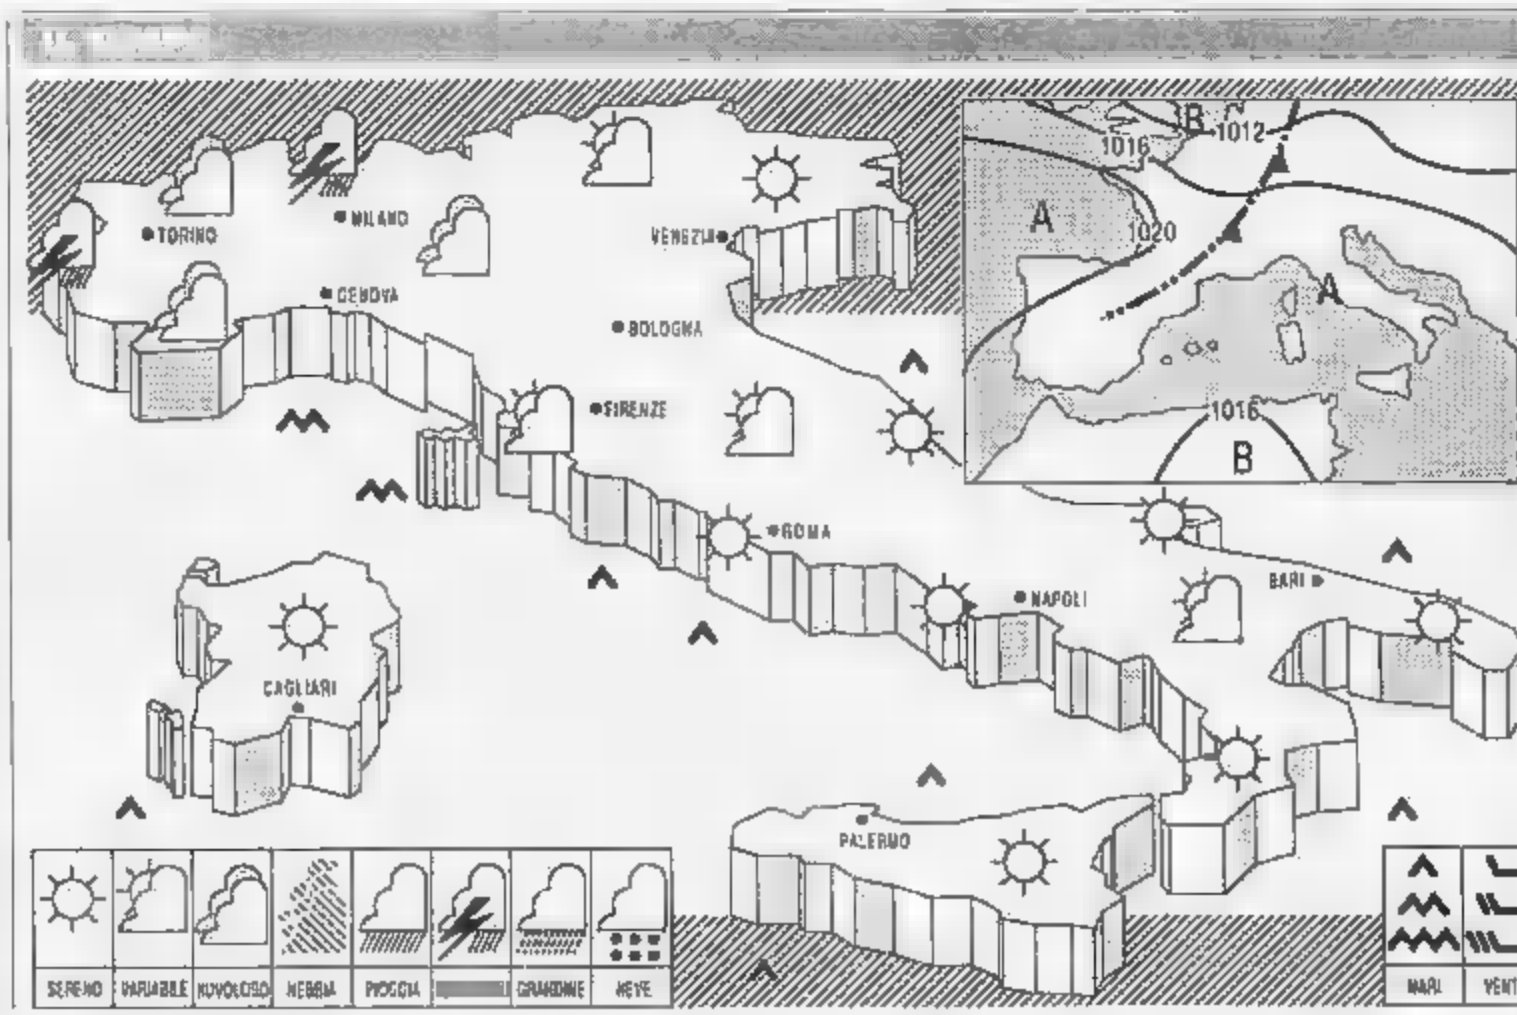 B
1012
1016
A
1020
A
1016
B
MILANO
TORINO
VENEZIA
GENOVA
BOLOGNA
FIRENZE
ROMA
BARI
NAPOLI
CAGLIARI
PALERMO
SERENO VARIABILE NUVOLOSO NEBBIA PIOGGIA GRANDINE NEVE
MARI VENT